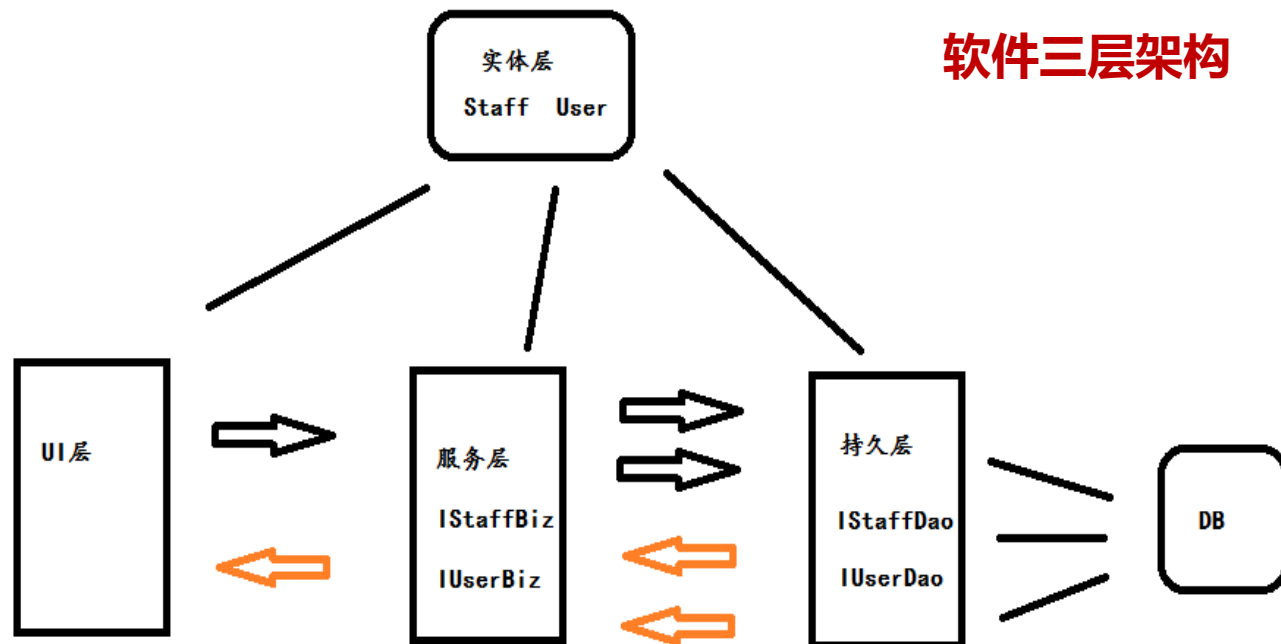 软件三层架构
实体层
Staff User
UI层
服务层
IStaffBiz
IUserBiz
持久层
IStaffDao
IUserDao
DB